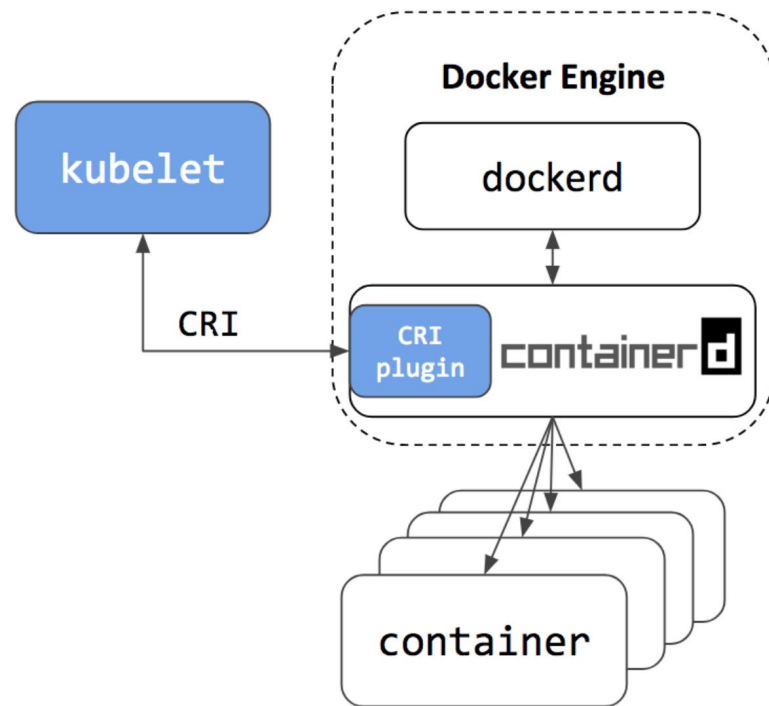 Docker Engine
kubelet
dockerd
CRI
CRI
plugin
containerd
container